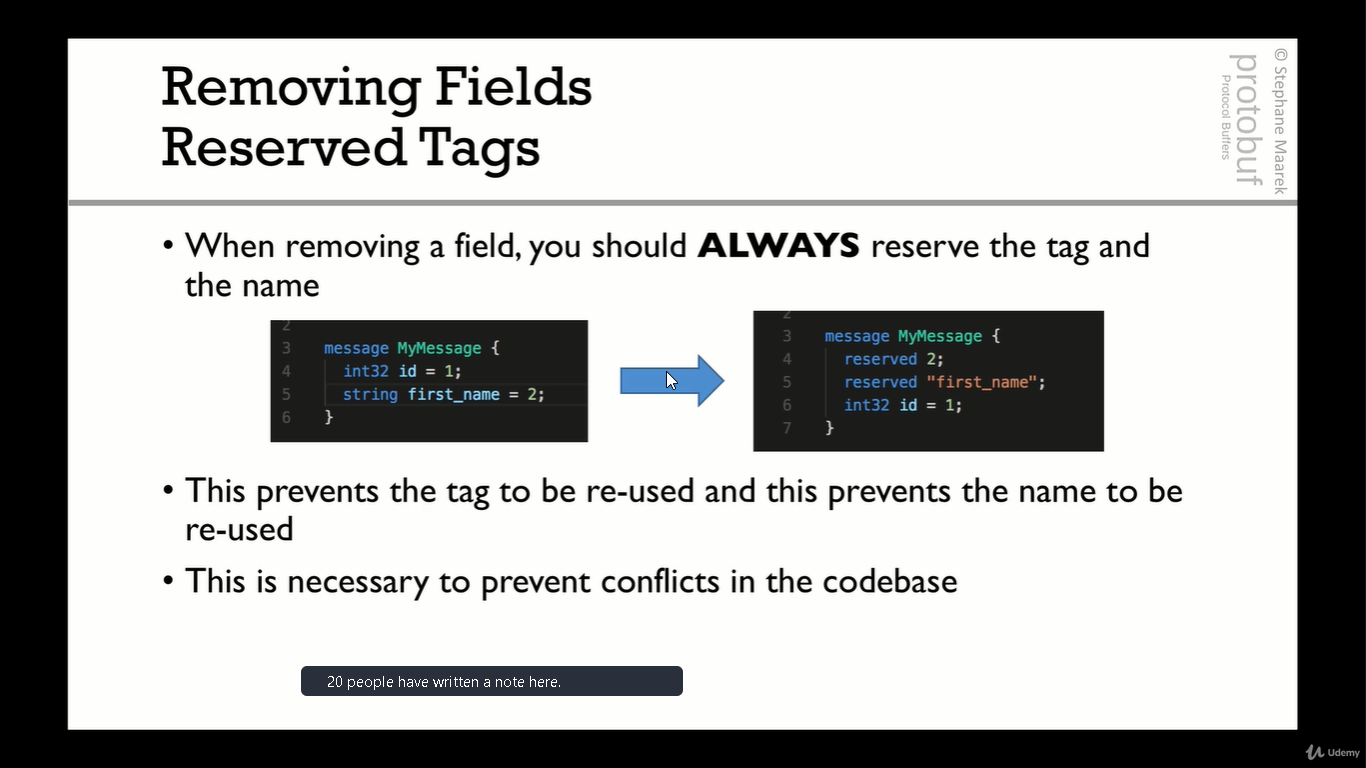 Removing Fields
Reserved Tags
© Stephane Maarek
protobuf
Protocol Buffers
• When removing a field, you should ALWAYS reserve the tag and
the name
2
3 message MyMessage {
4 int32 id = 1;
5 string first_name = 2;
6 }
2
3 message MyMessage {
4 reserved 2;
5 reserved "first_name";
6 int32 id = 1;
7 }
• This prevents the tag to be re-used and this prevents the name to be
re-used
• This is necessary to prevent conflicts in the codebase
20 people have written a note here.
Udemy